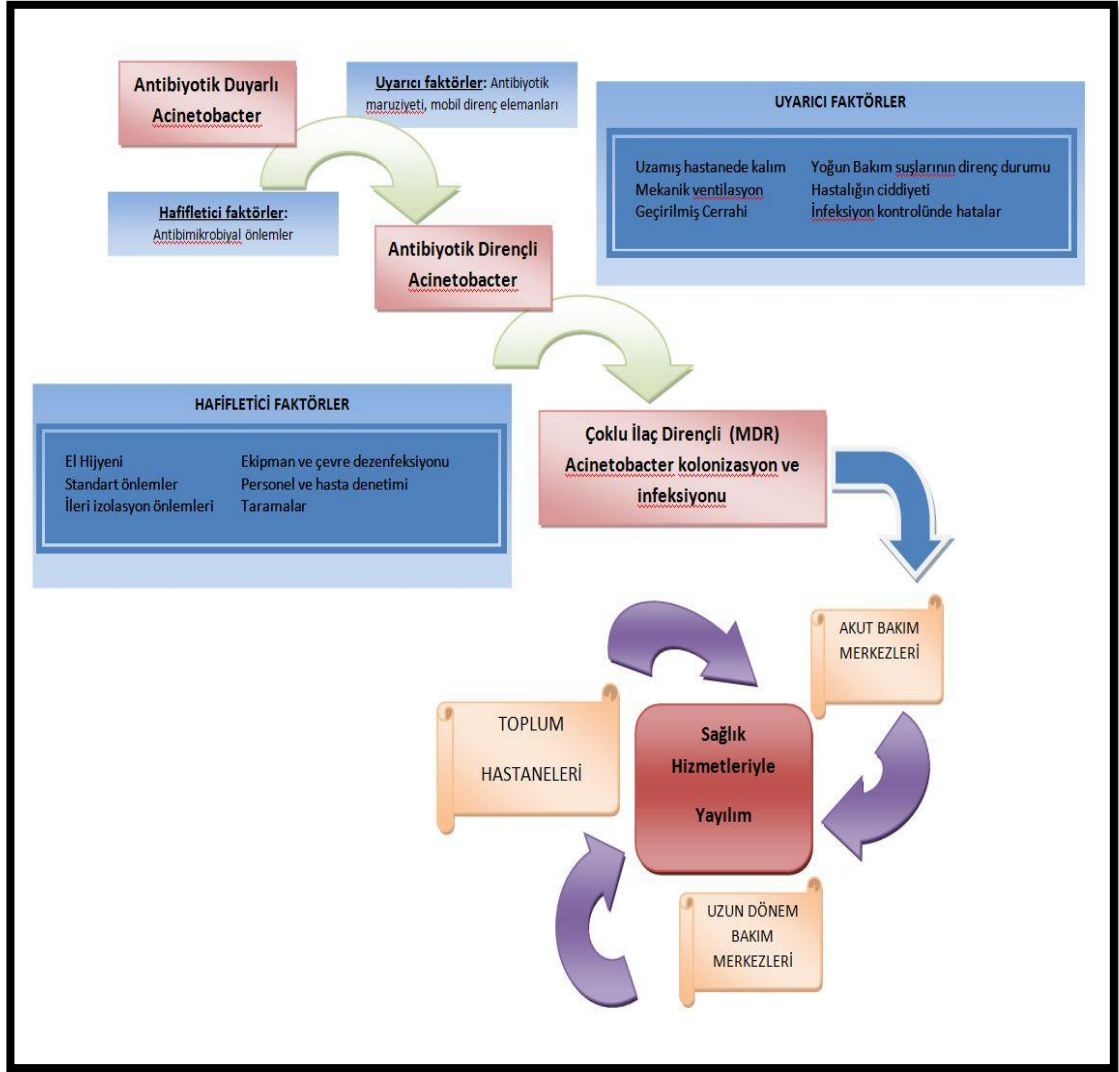 Antibiyotik Duyarlı
Acinetobacter
Uyarıcı faktörler: Antibiyotik
maruziyeti, mobil direnç elemanları
Hafifletici faktörler:
Antibimikrobiyal önlemler
Antibiyotik Dirençli
Acinetobacter
UYARICI FAKTÖRLER
Uzamış hastanede kalım Yoğun Bakım suşlarının direnç durumu
Mekanik ventilasyon Hastalığın ciddiyeti
Geçirilmiş Cerrahi İnfeksiyon kontrolünde hatalar
HAFİFLETİCİ FAKTÖRLER
El Hijyeni Ekipman ve çevre dezenfeksiyonu
Standart önlemler Personel ve hasta denetimi
İleri izolasyon önlemleri Taramalar
Çoklu İlaç Dirençli (MDR)
Acinetobacter kolonizasyon ve
infeksiyonu
AKUT BAKIM
MERKEZLERİ
TOPLUM
HASTANELERİ
Sağlık
Hizmetleriyle
Yayılım
UZUN DÖNEM
BAKIM
MERKEZLERİ